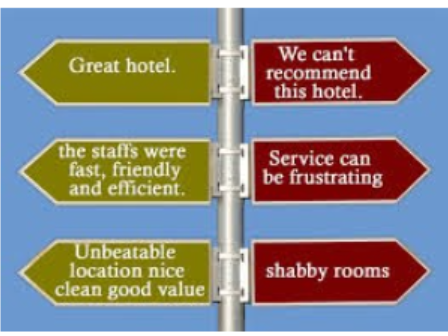 Great hotel.
We can't
recommend
this hotel.
the staffs were
fast, friendly
and efficient.
Service can
be frustrating
Unbeatable
location nice
clean good value
shabby rooms